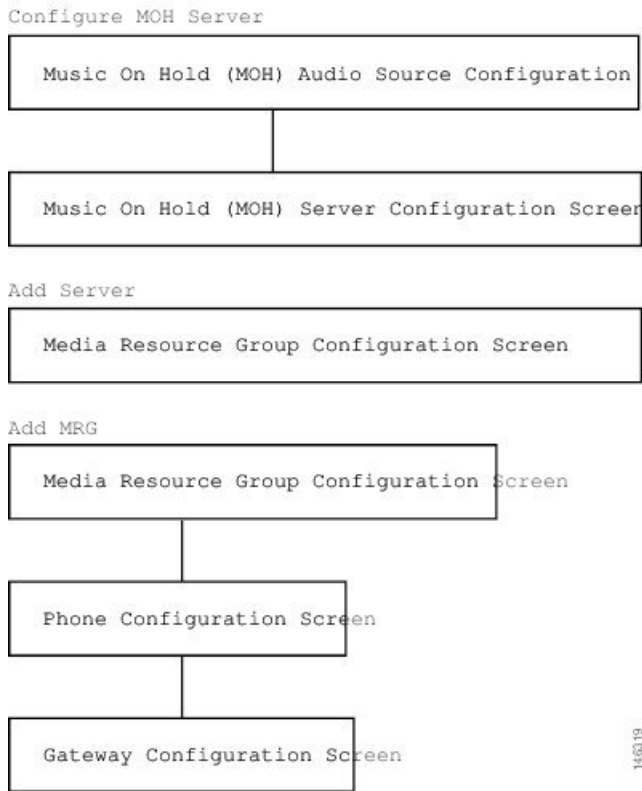 Configure MOH Server
Music On Hold (MOH) Audio Source Configuration
Music On Hold (MOH) Server Configuration Screen
Add Server
Media Resource Group Configuration Screen
Add MRG
Media Resource Group Configuration Screen
Phone Configuration Screen
Gateway Configuration Screen
146319